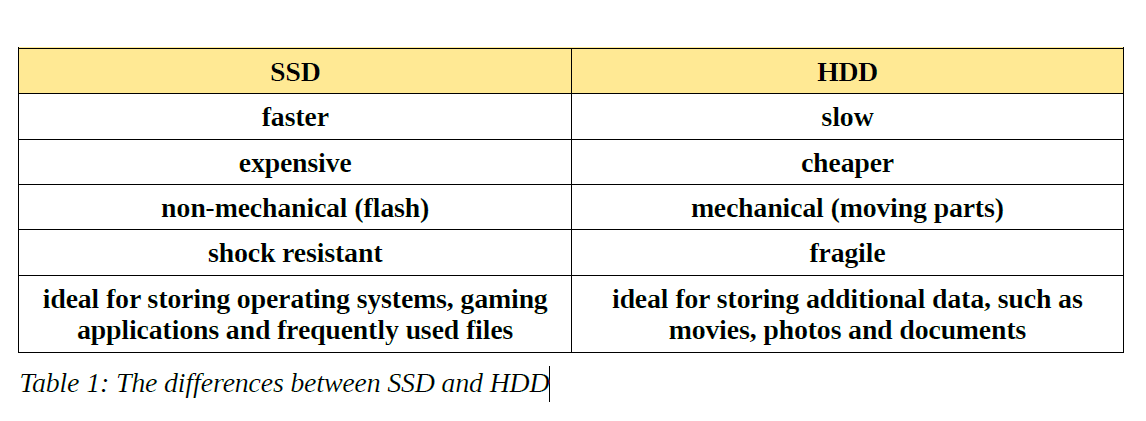 SSD HDD
faster slow
expensive cheaper
non-mechanical (flash) mechanical (moving parts)
shock resistant fragile
ideal for storing operating systems, gaming ideal for storing additional data, such as
applications and frequently used files movies, photos and documents
Table 1: The differences between SSD and HDD